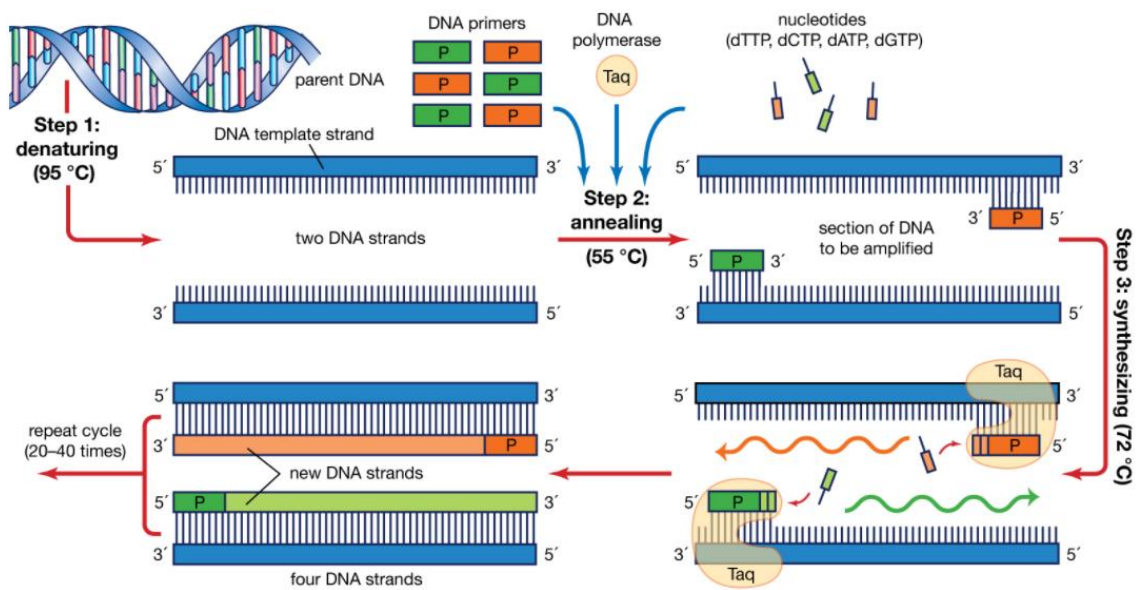 DNA primers
DNA
polymerase
nucleotides
(dTTP, dCTP, dATP, dGTP)
parent DNA
P
P
P
P
P
P
Taq
Step 1:
denaturing
(95 °C)
DNA template strand
5′
3′
two DNA strands
3′
5′
Step 2:
annealing
(55 °C)
5′
3′
3′
P
5′
section of DNA
to be amplified
5′
P
3′
3′
5′
Step 3: synthesizing (72 °C)
5′
Taq
3′
P
5′
5′
P
3′
Taq
5′
5′
3′
3′
P
5′
new DNA strands
5′
P
3′
3′
5′
four DNA strands
repeat cycle
(20–40 times)